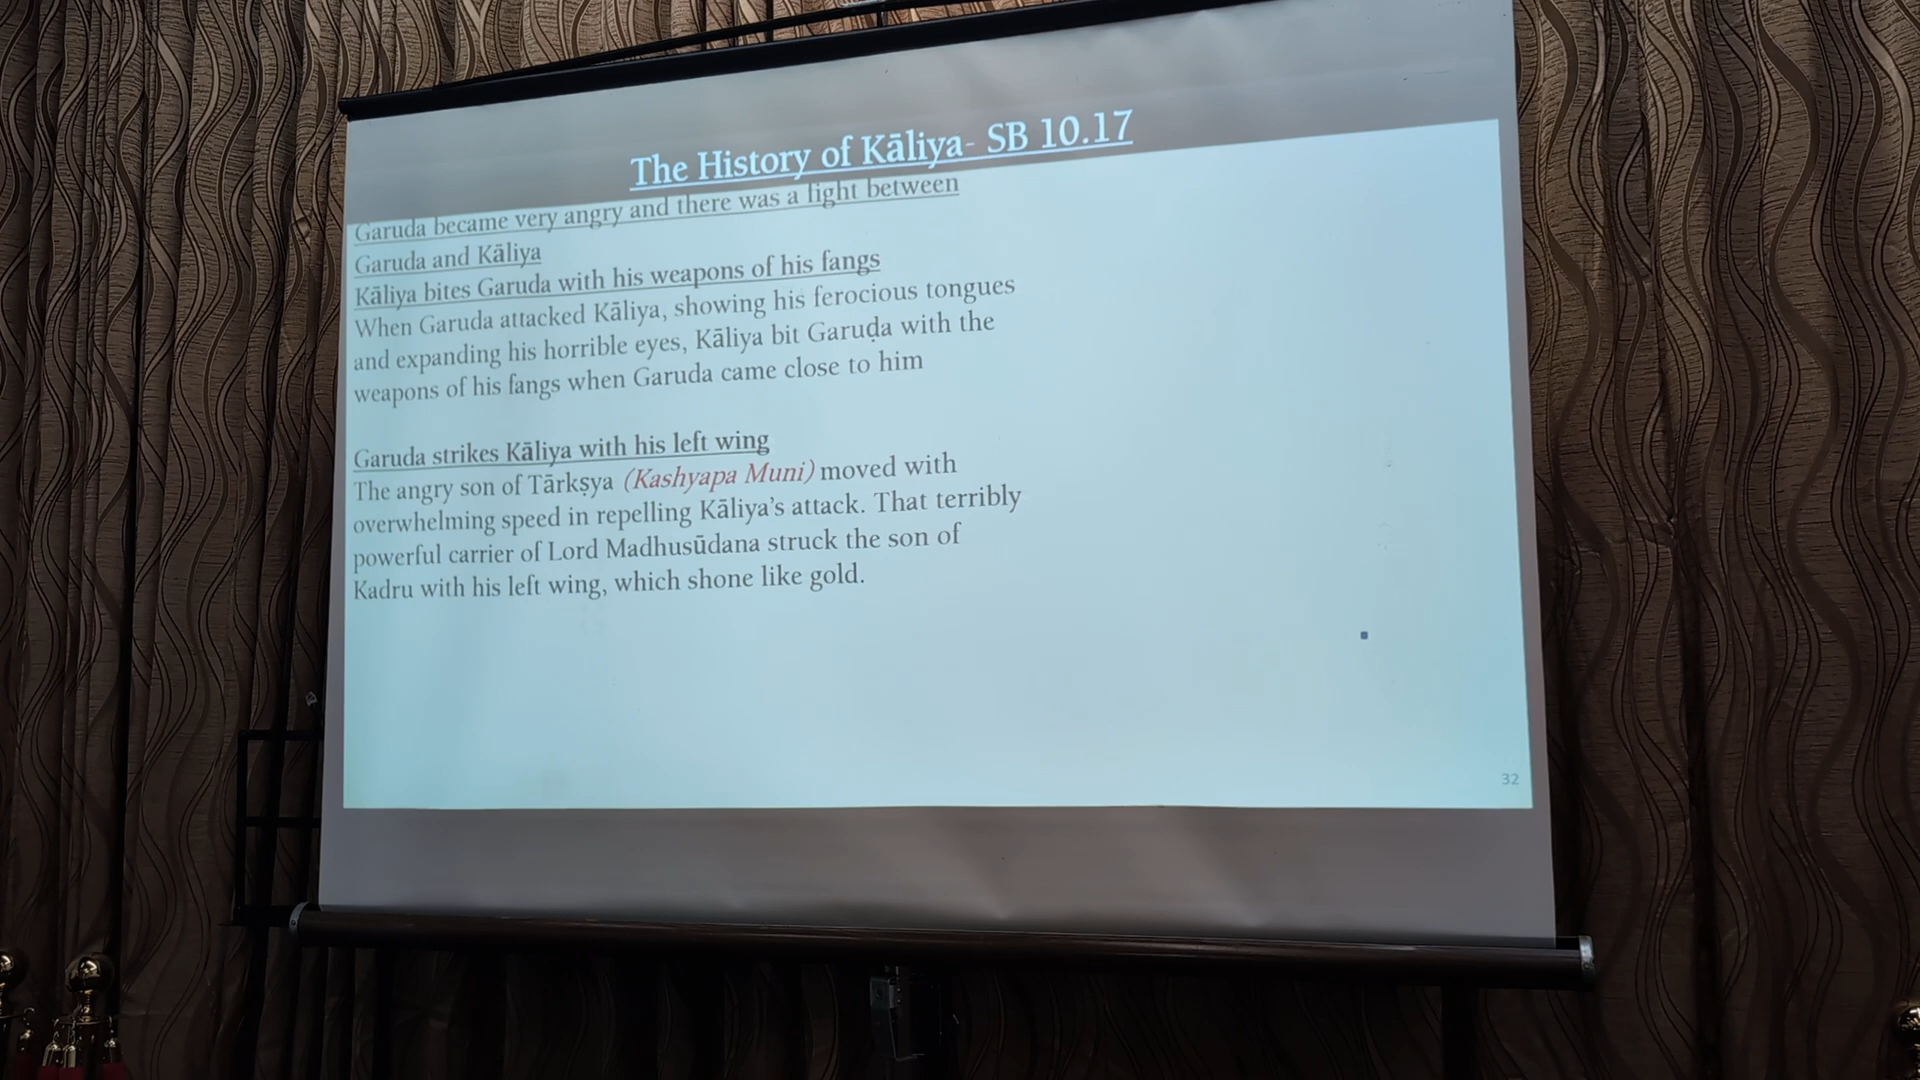 The History of Kāliya- SB 10.17
Garuda became very angry and there was a fight between
Garuda and Kāliya
Kāliya bites Garuda with his weapons of his fangs
When Garuda attacked Kāliya, showing his ferocious tongues
and expanding his horrible eyes, Kāliya bit Garuḍa with the
weapons of his fangs when Garuda came close to him
Garuda strikes Kāliya with his left wing
The angry son of Tārkṣya (Kashyapa Muni) moved with
overwhelming speed in repelling Kāliya's attack. That terribly
powerful carrier of Lord Madhusūdana struck the son of
Kadru with his left wing, which shone like gold.
32